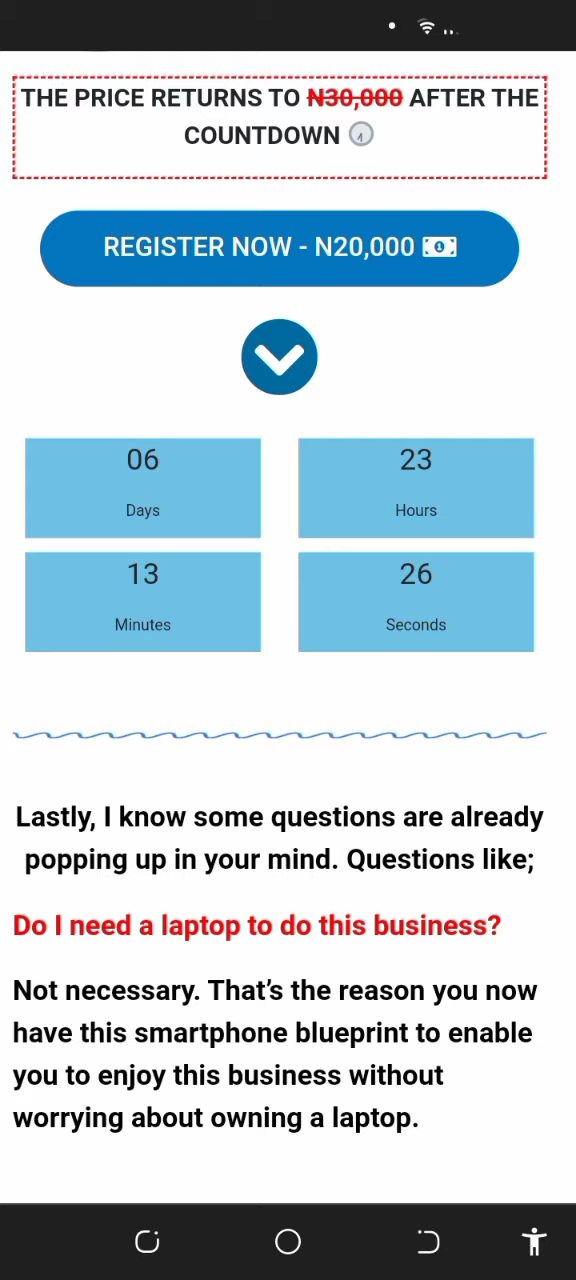 THE PRICE RETURNS TO N30,000 AFTER THE
COUNTDOWN
REGISTER NOW - N20,000
06
Days
23
Hours
13
Minutes
26
Seconds
Lastly, I know some questions are already
popping up in your mind. Questions like;
Do I need a laptop to do this business?
Not necessary. That’s the reason you now
have this smartphone blueprint to enable
you to enjoy this business without
worrying about owning a laptop.